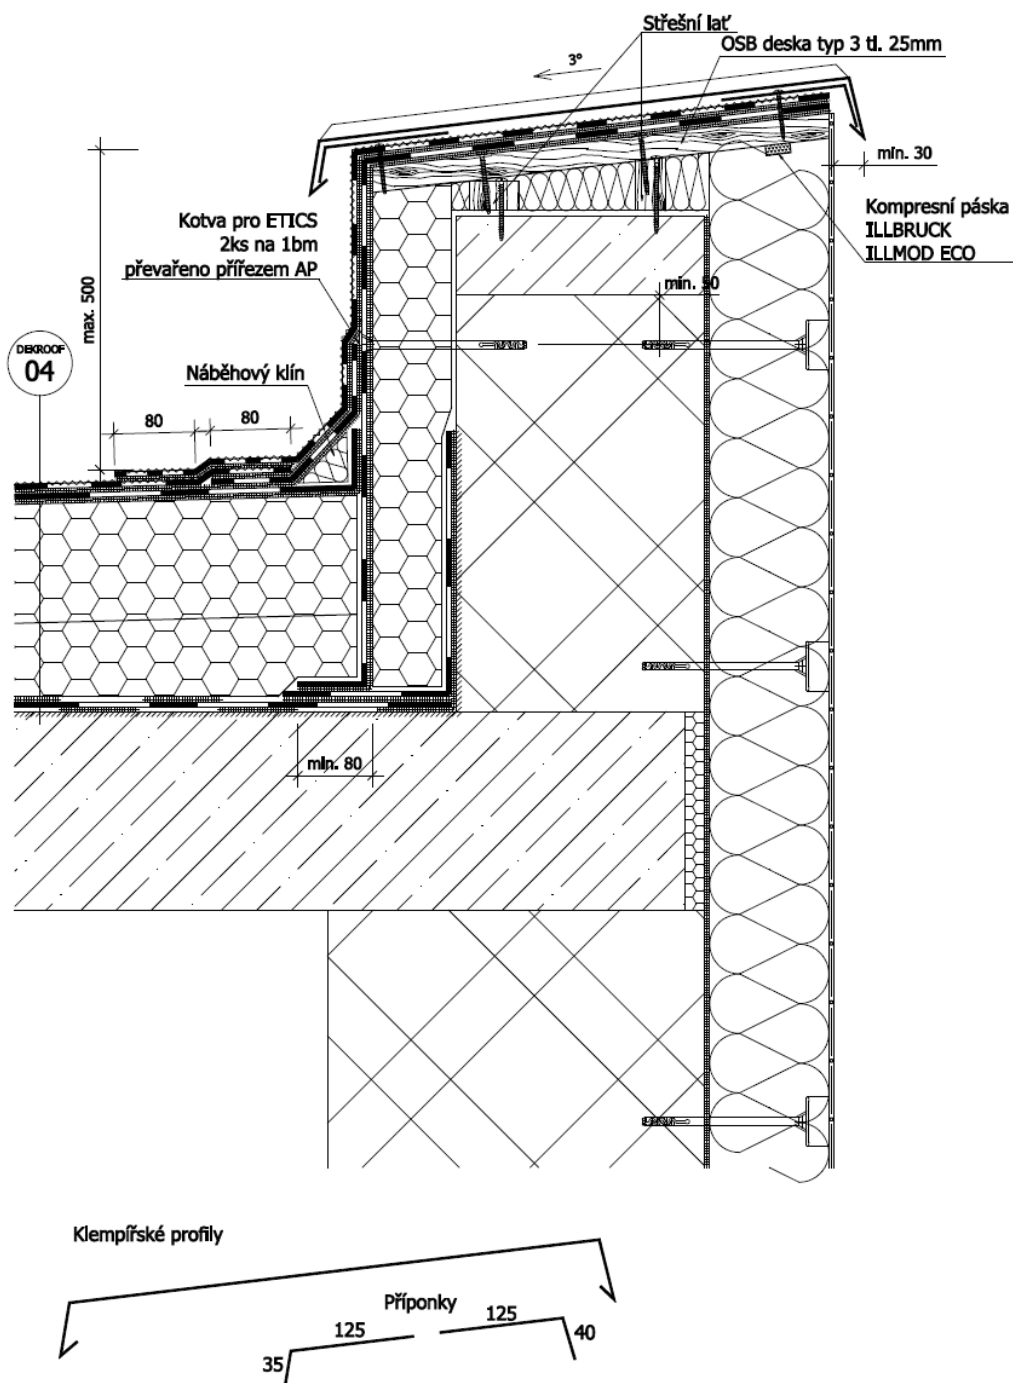 Střešní lať
OSB deska typ 3 tl. 25mm
3°
min. 30
Kompresní páska
ILLBRUCK
ILLMOD ECO
Kotva pro ETICS
2ks na 1bm
převařeno přířezem AP
max. 500
min. 50
DEKROOF
04
Náběhový klín
80
80
min. 80
Klempířské profily
Příponky
125
125
35
40